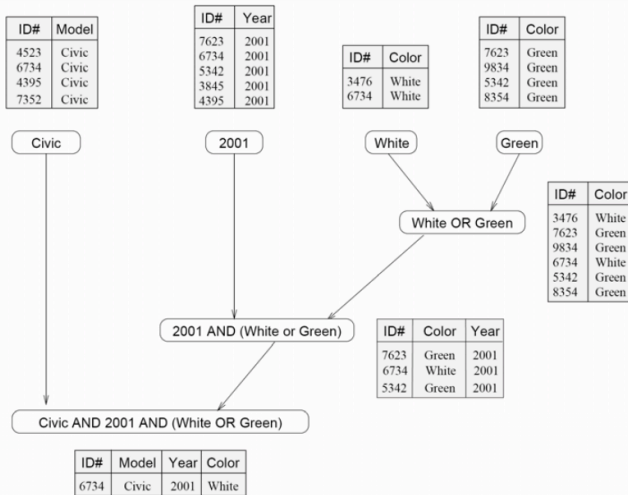 ID# Model
4523 Civic
6734 Civic
4395 Civic
7352 Civic
ID# Year
7623 2001
6734 2001
5342 2001
3845 2001
4395 2001
ID# Color
3476 White
6734 White
ID# Color
7623 Green
9834 Green
5342 Green
8354 Green
Civic
2001
White
Green
White OR Green
ID# Color
3476 White
7623 Green
9834 Green
6734 White
5342 Green
8354 Green
2001 AND (White or Green)
ID# Color Year
7623 Green 2001
6734 White 2001
5342 Green 2001
Civic AND 2001 AND (White OR Green)
ID# Model Year Color
6734 Civic 2001 White